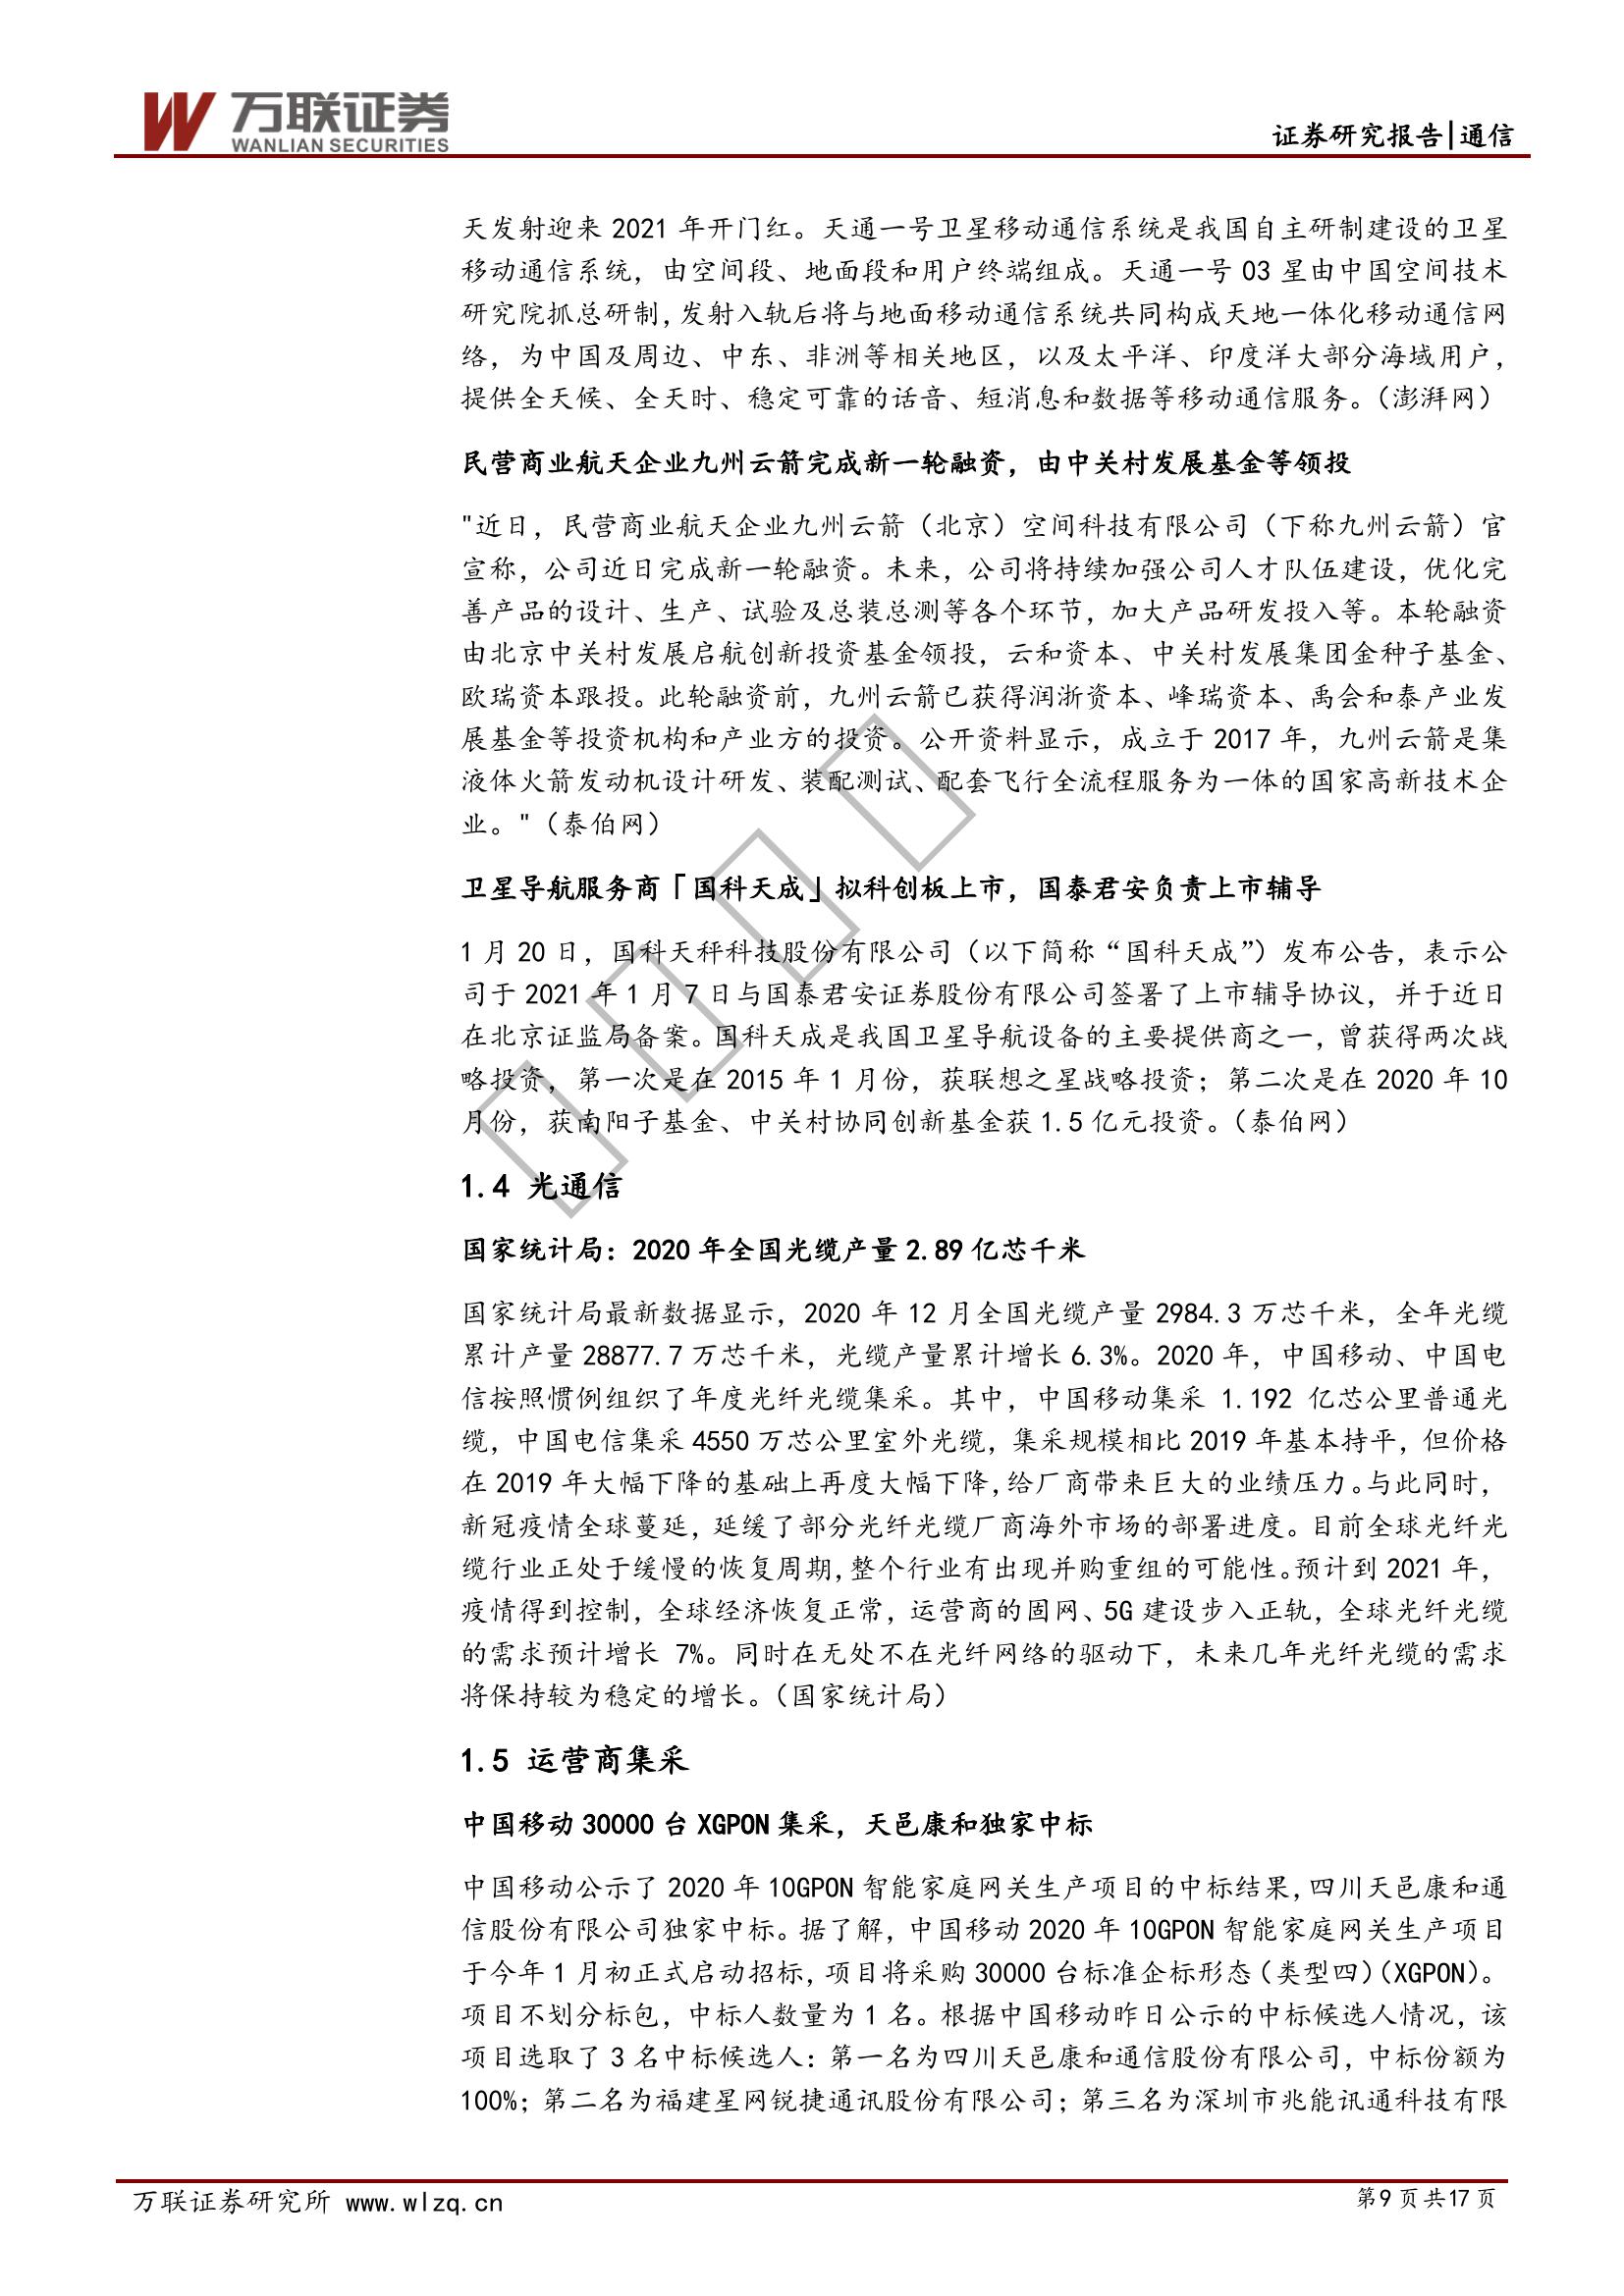 万联证券
WANLIAN SECURITIES
证券研究报告|通信
天发射迎来 2021 年开门红。天通一号卫星移动通信系统是我国自主研制建设的卫星
移动通信系统，由空间段、地面段和用户终端组成。天通一号 03 星由中国空间技术
研究院抓总研制，发射入轨后将与地面移动通信系统共同构成天地一体化移动通信网
络，为中国及周边、中东、非洲等相关地区，以及太平洋、印度洋大部分海域用户，
提供全天候、全天时、稳定可靠的话音、短消息和数据等移动通信服务。（澎湃网）
民营商业航天企业九州云箭完成新一轮融资，由中关村发展基金等领投
"近日，民营商业航天企业九州云箭（北京）空间科技有限公司（下称九州云箭）官
宣称，公司近日完成新一轮融资。未来，公司将持续加强公司人才队伍建设，优化完
善产品的设计、生产、试验及总装总测等各个环节，加大产品研发投入等。本轮融资
由北京中关村发展启航创新投资基金领投，云和资本、中关村发展集团金种子基金、
欧瑞资本跟投。此轮融资前，九州云箭已获得润浙资本、峰瑞资本、禹会和泰产业发
展基金等投资机构和产业方的投资。公开资料显示，成立于 2017 年，九州云箭是集
液体火箭发动机设计研发、装配测试、配套飞行全流程服务为一体的国家高新技术企
业。"（泰伯网）
卫星导航服务商「国科天成」拟科创板上市，国泰君安负责上市辅导
1 月 20 日，国科天秤科技股份有限公司（以下简称“国科天成”）发布公告，表示公
司于 2021 年 1 月 7 日与国泰君安证券股份有限公司签署了上市辅导协议，并于近日
在北京证监局备案。国科天成是我国卫星导航设备的主要提供商之一，曾获得两次战
略投资，第一次是在 2015 年 1 月份，获联想之星战略投资；第二次是在 2020 年 10
月份，获南阳子基金、中关村协同创新基金获 1.5 亿元投资。（泰伯网）
1.4 光通信
国家统计局：2020 年全国光缆产量 2.89 亿芯千米
国家统计局最新数据显示，2020 年 12 月全国光缆产量 2984.3 万芯千米，全年光缆
累计产量 28877.7 万芯千米，光缆产量累计增长 6.3%。2020 年，中国移动、中国电
信按照惯例组织了年度光纤光缆集采。其中，中国移动集采 1.192 亿芯公里普通光
缆，中国电信集采 4550 万芯公里室外光缆，集采规模相比 2019 年基本持平，但价格
在 2019 年大幅下降的基础上再度大幅下降，给厂商带来巨大的业绩压力。与此同时，
新冠疫情全球蔓延，延缓了部分光纤光缆厂商海外市场的部署进度。目前全球光纤光
缆行业正处于缓慢的恢复周期，整个行业有出现并购重组的可能性。预计到 2021 年，
疫情得到控制，全球经济恢复正常，运营商的固网、5G 建设步入正轨，全球光纤光缆
的需求预计增长 7%。同时在无处不在光纤网络的驱动下，未来几年光纤光缆的需求
将保持较为稳定的增长。（国家统计局）
1.5 运营商集采
中国移动 30000 台 XGPON 集采，天邑康和独家中标
中国移动公示了 2020 年 10GPON 智能家庭网关生产项目的中标结果，四川天邑康和通
信股份有限公司独家中标。据了解，中国移动 2020 年 10GPON 智能家庭网关生产项目
于今年 1 月初正式启动招标，项目将采购 30000 台标准企标形态（类型四）（XGPON）。
项目不划分标包，中标人数量为 1 名。根据中国移动昨日公示的中标候选人情况，该
项目选取了 3 名中标候选人：第一名为四川天邑康和通信股份有限公司，中标份额为
100%；第二名为福建星网锐捷通讯股份有限公司；第三名为深圳市兆能讯通科技有限
万联证券研究所 www.wlzq.cn
第9 页 共17 页